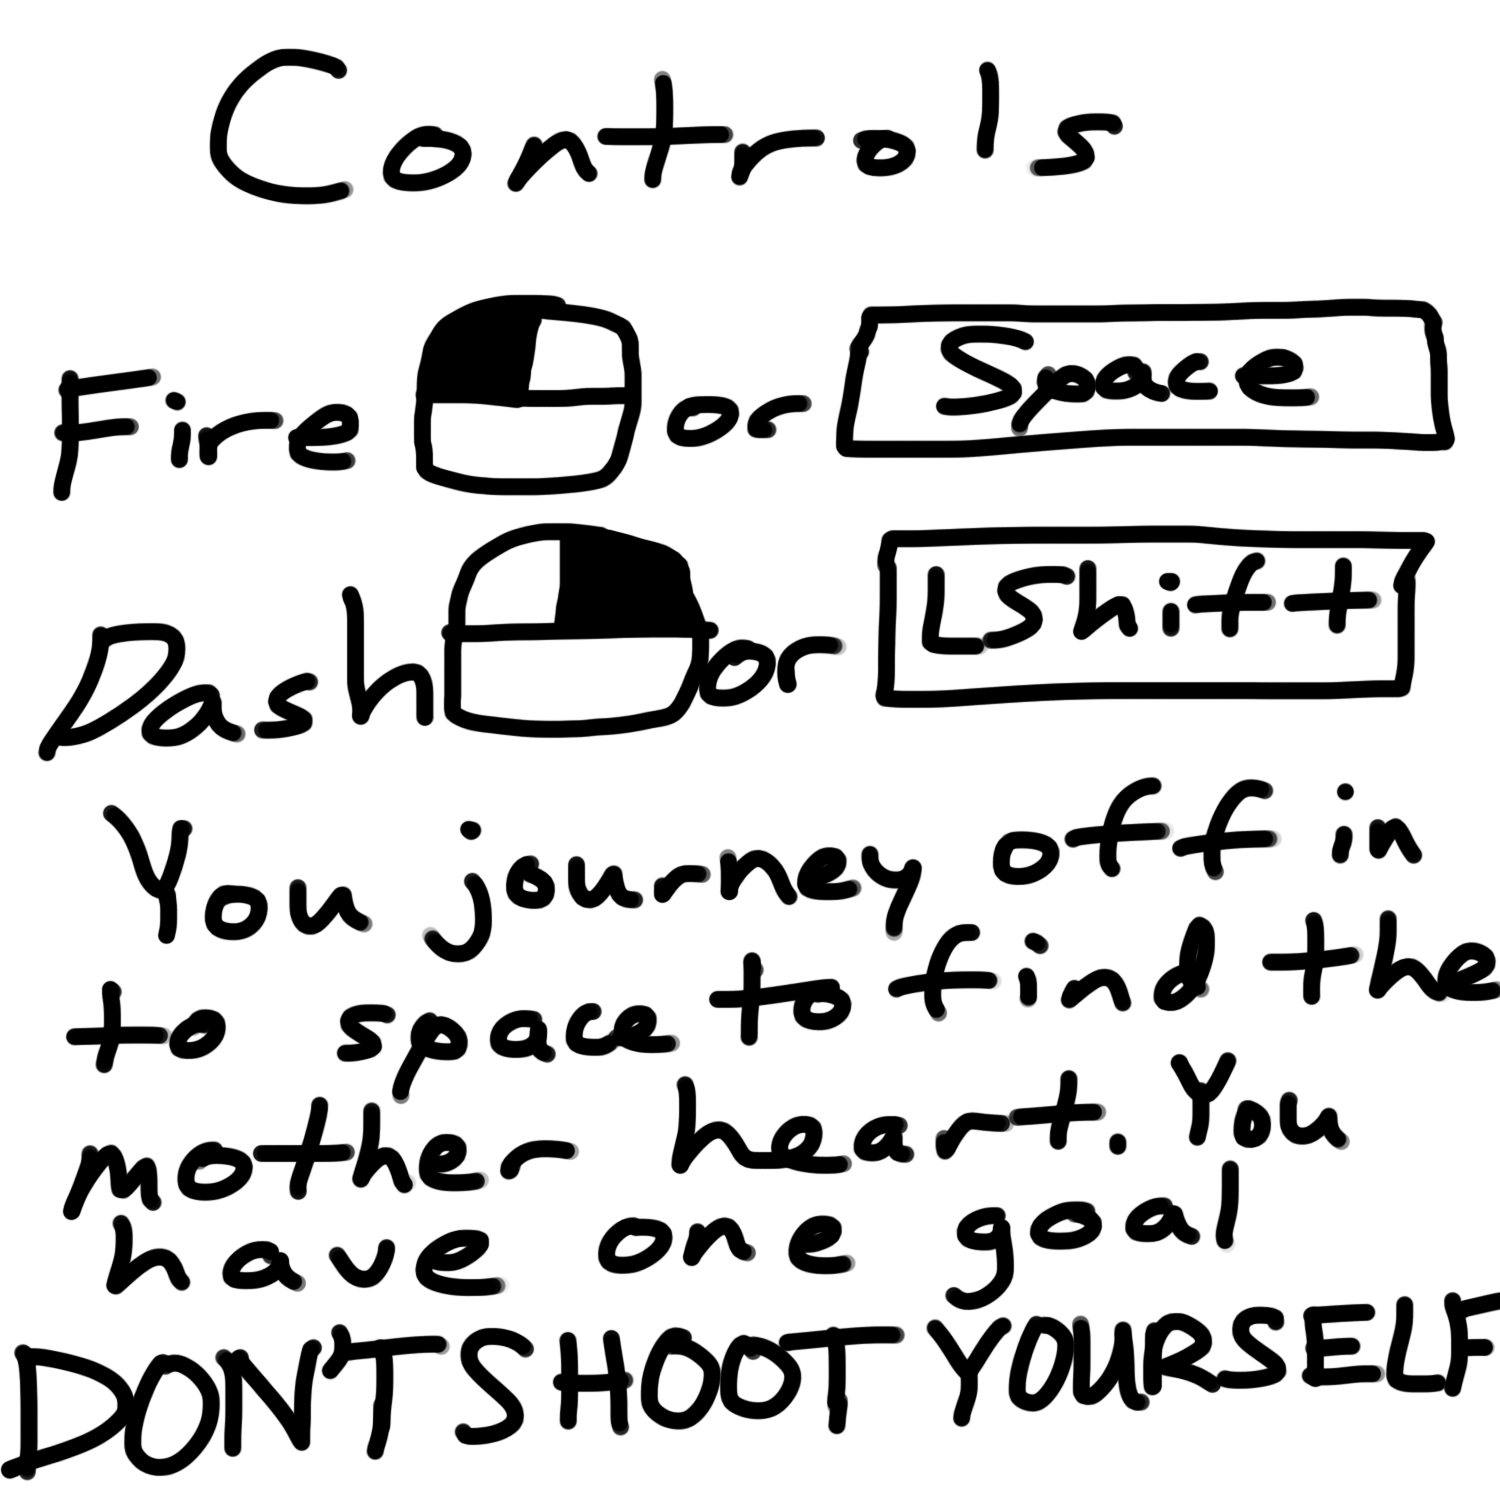 Controls
Fire or Space
Dash or LShift
You journey off in
to space to find the
mother heart. You
have one goal
DON'T SHOOT YOURSELF